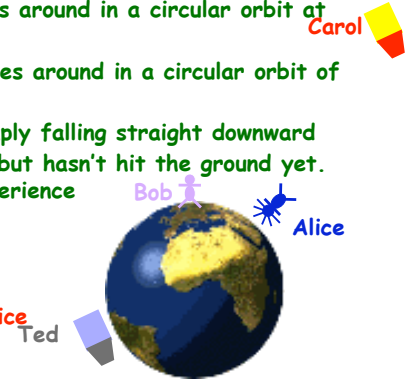 s around in a circular orbit at
Carol
es around in a circular orbit of
ply falling straight downward
but hasn't hit the ground yet.
erience
Bob
Alice
ice
Ted